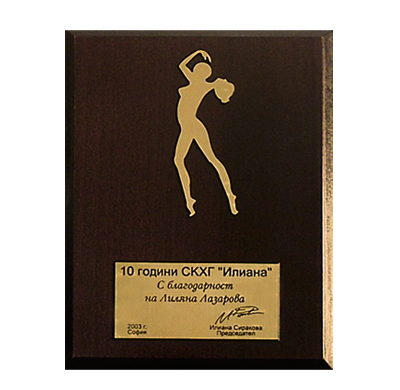 10 години СКХГ "Илиана"
С благодарност
на Лиляна Лазарова
2003 г.
София
Илиана Сиракова
Председател